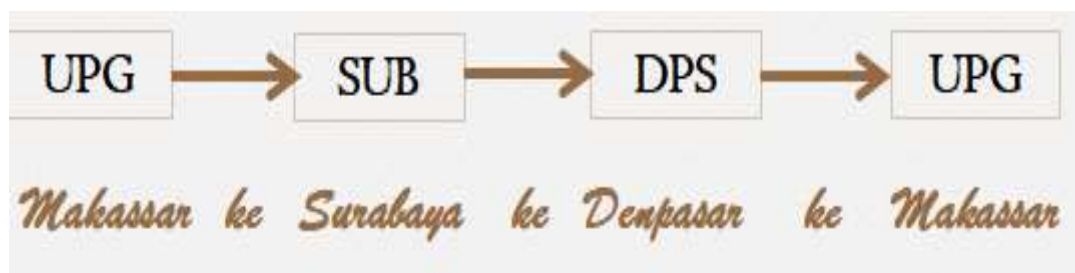 UPG SUB DPS UPG
Makassar ke Surabaya ke Denpasar ke Makassar